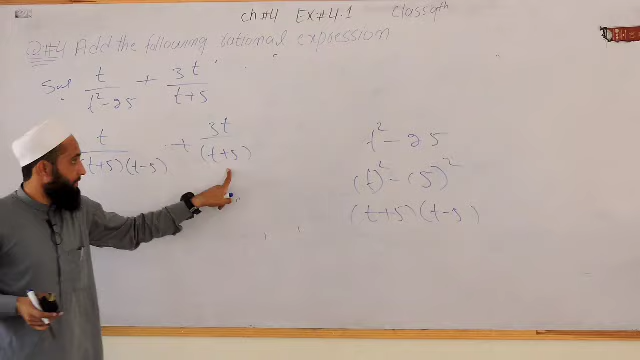 ch#4 Ex#4.1 Class 9th
Q#4 Add the following rational expression
Sol t/(t²-25) + 3t/(t+5)
t/((t+5)(t-5)) + 3t/(t+5)
t² - 25
(t)² - (5)²
(t+5)(t-5)